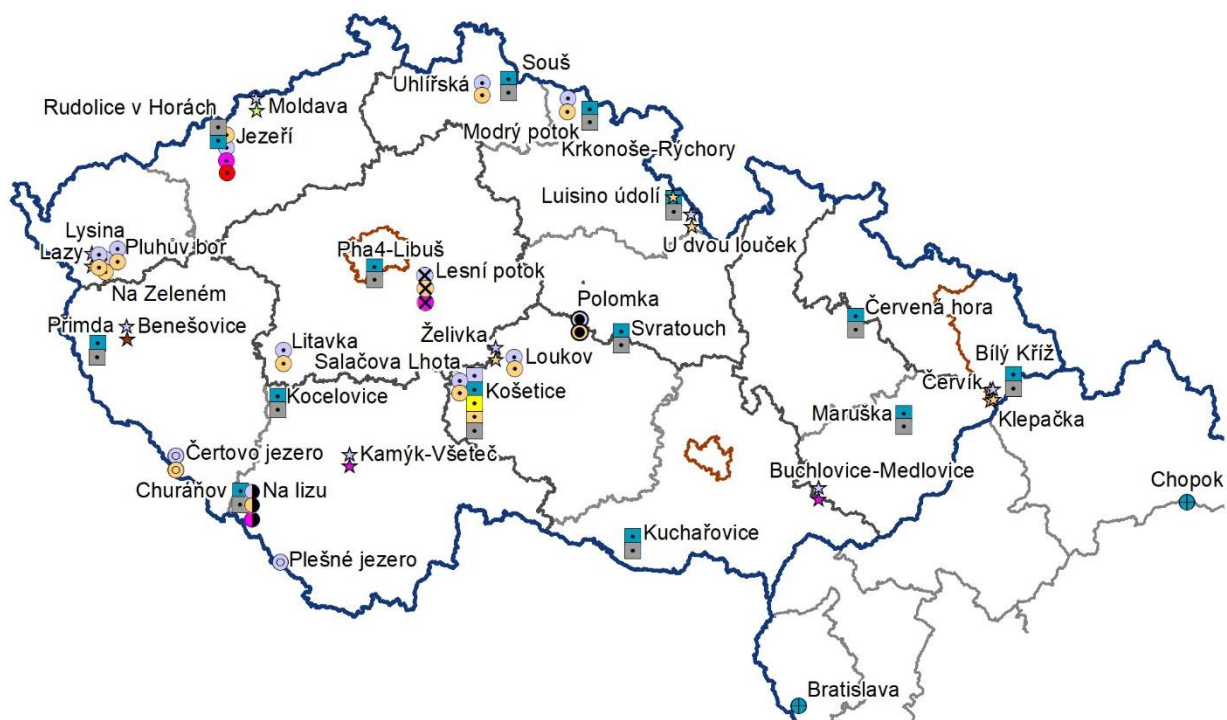 Souš
Uhlířská
Rudolice v Horách
Moldava
Jezeří
Modrý potok
Krkonoše-Rýchory
Luisino údolí
U dvou louček
Lysina
Lazy
Pluhův bor
Na Zeleném
Pha4-Libuš
Lesní potok
Přimda
Benešovice
Polomka
Červená hora
Litavka
Želivka
Svratouch
Salačova Lhota
Loukov
Bílý Kříž
Kocelovice
Košetice
Červík
Klepačka
Maruška
Čertovo jezero
Kamýk-Všeteč
Buchlovice-Medlovice
Churáňov
Na lizu
Chopok
Kuchařovice
Plešné jezero
Bratislava